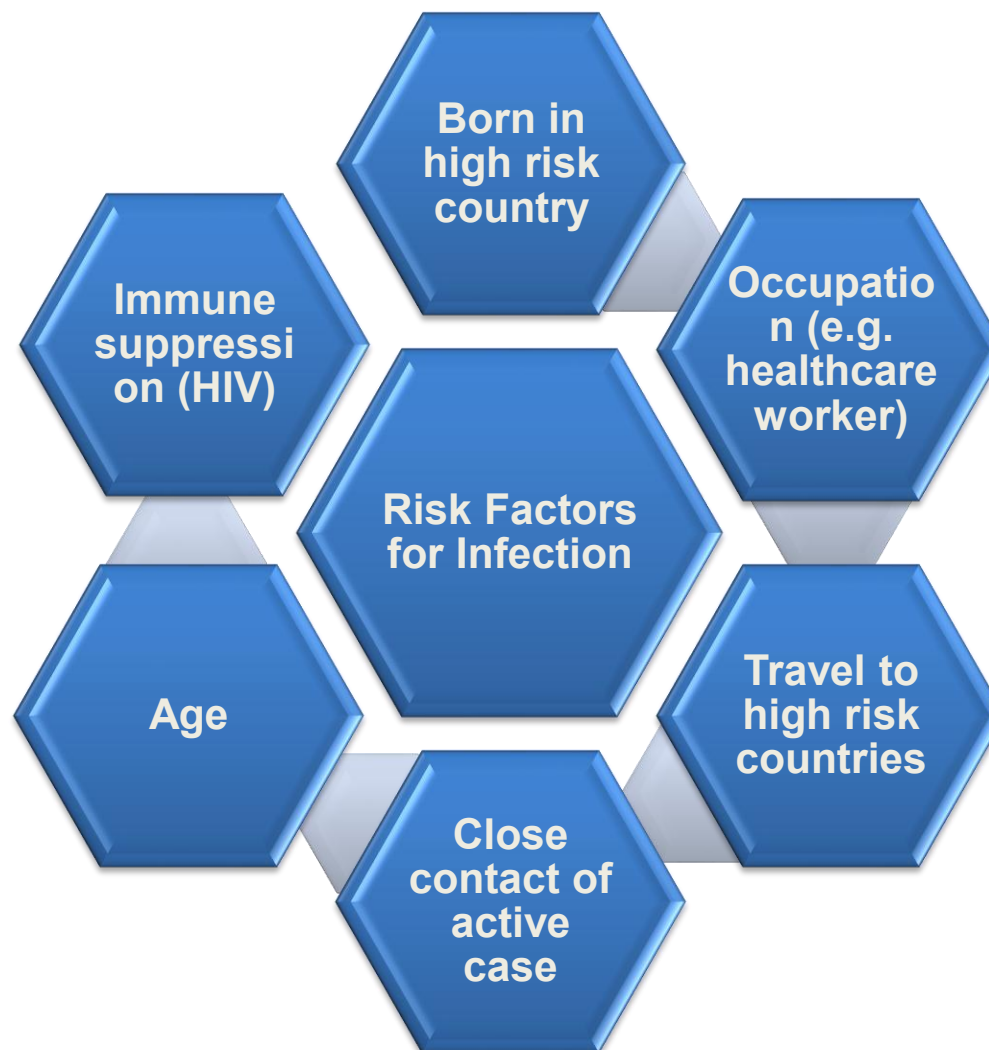 Born in
high risk
country
Occupatio
n (e.g.
healthcare
worker)
Travel to
high risk
countries
Close
contact of
active
case
Age
Immune
suppressi
on (HIV)
Risk Factors
for Infection